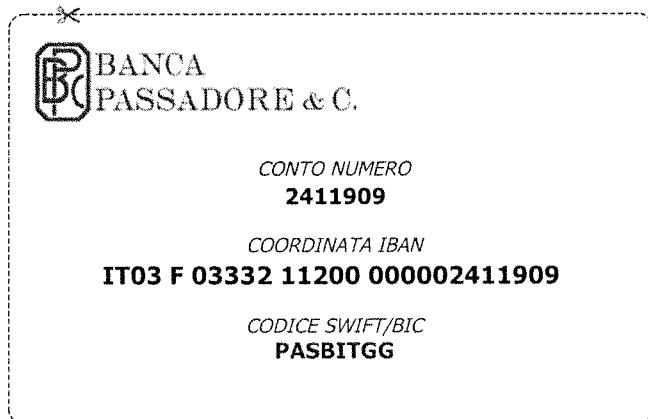 BANCA
PASSADORE & C.
CONTO NUMERO
2411909
COORDINATA IBAN
IT03 F 03332 11200 000002411909
CODICE SWIFT/BIC
PASBITGG